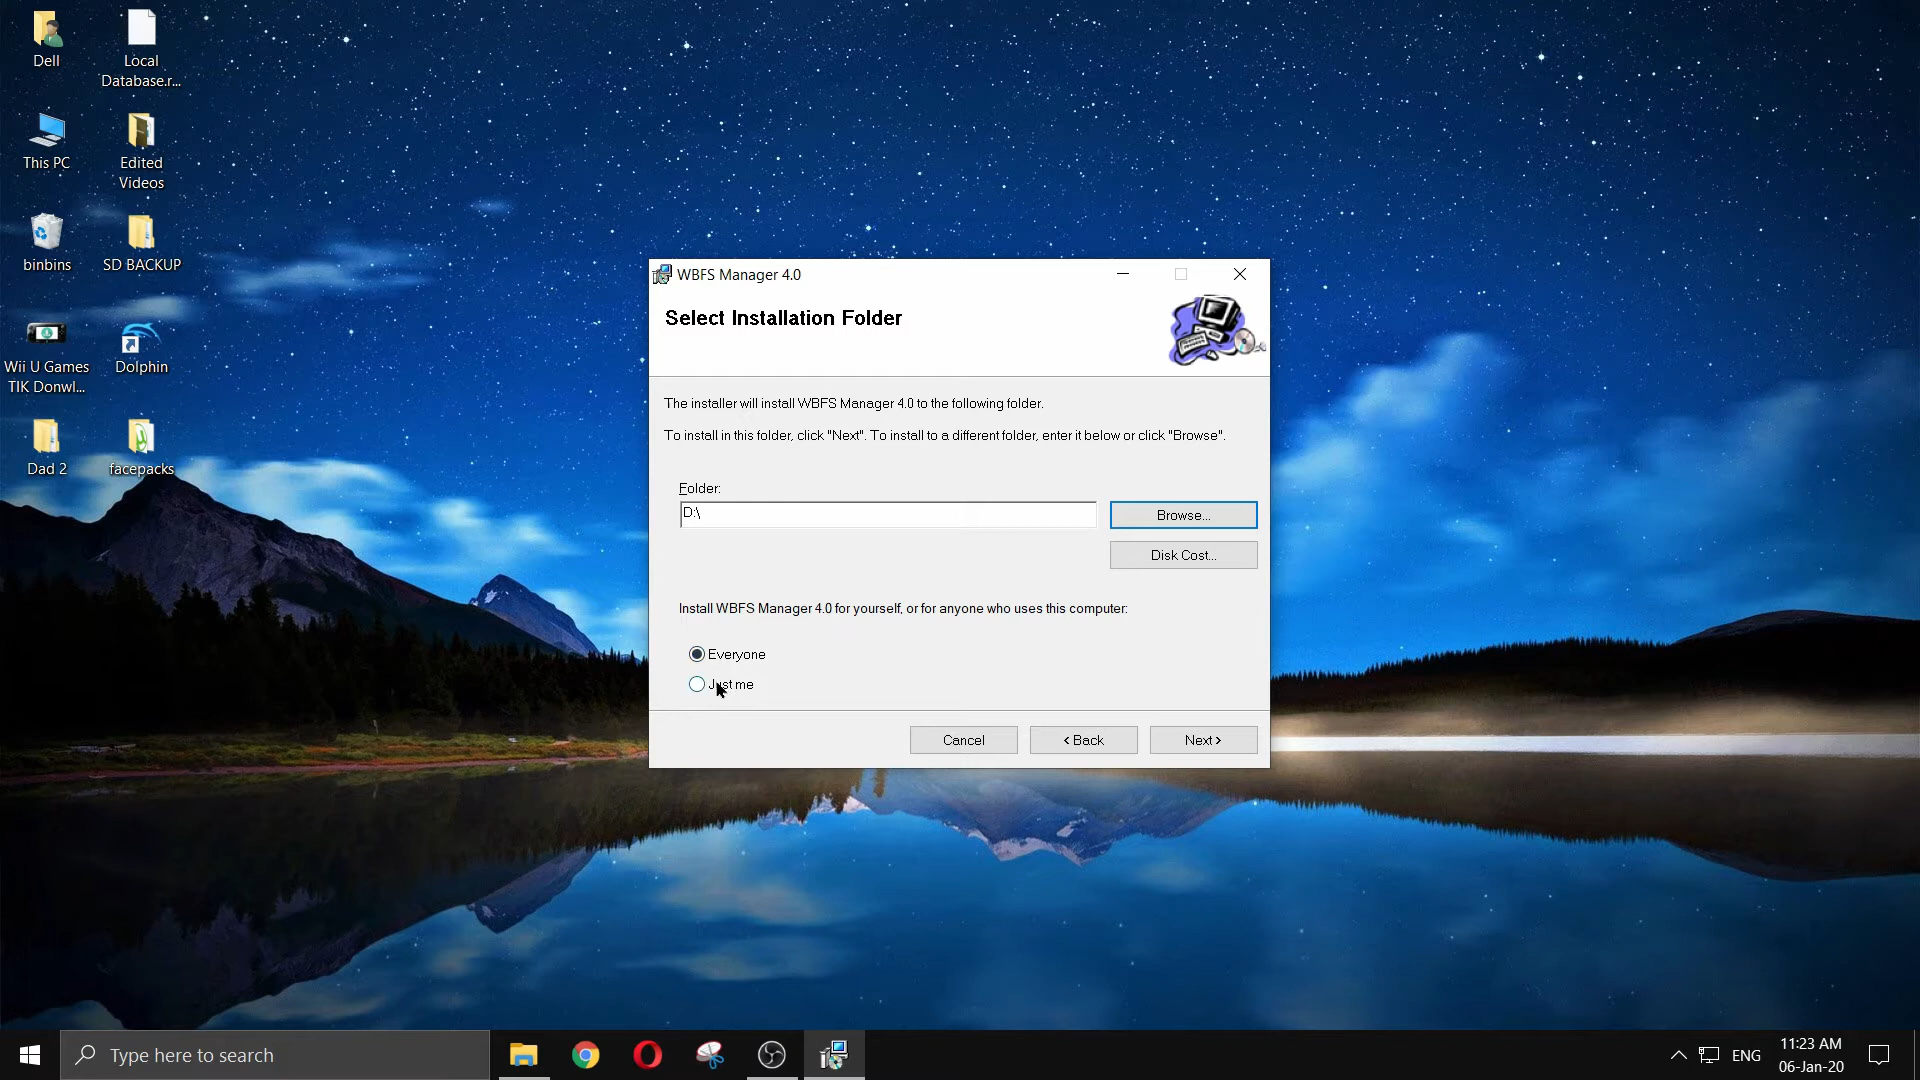 Dell
Local
Database.r...
This PC
Edited
Videos
binbins
SD BACKUP
Wii U Games
TIK Donwl...
Dolphin
Dad 2
facepacks
WBFS Manager 4.0
Select Installation Folder
The installer will install WBFS Manager 4.0 to the following folder.
To install in this folder, click "Next". To install to a different folder, enter it below or click "Browse".
Folder:
D:\
Browse...
Disk Cost...
Install WBFS Manager 4.0 for yourself, or for anyone who uses this computer:
Everyone
Just me
Cancel
< Back
Next >
Type here to search
ENG
11:23 AM
06-Jan-20